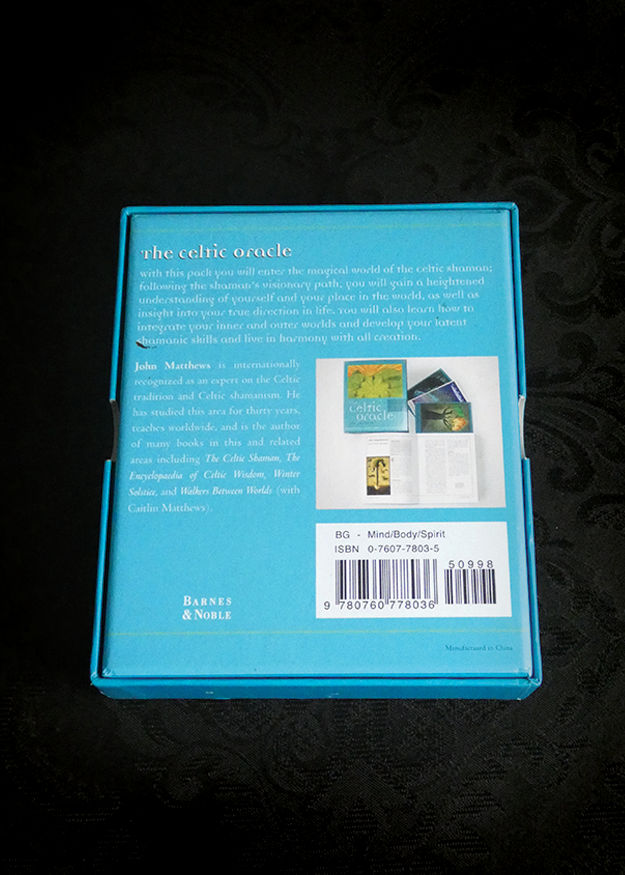 the celtic oracle
with this pack you will enter the magical world of the celtic shaman;
following the shaman's visionary path, you will gain a heightened
understanding of yourself and your place in the world, as well as
insight into your true direction in life. you will also learn how to
integrate your inner and outer worlds and develop your latent
shamanic skills and live in harmony with all creation.
John Matthews is internationally
recognized as an expert on the Celtic
tradition and Celtic shamanism. He
has studied this area for thirty years,
teaches worldwide, and is the author
of many books in this and related
areas including The Celtic Shaman, The
Encyclopaedia of Celtic Wisdom, Winter
Solstice, and Walkers Between Worlds (with
Caitlín Matthews).
celtic
oracle
BG - Mind/Body/Spirit
ISBN 0-7607-7803-5
50998
9 780760 778036
BARNES
& NOBLE
Manufactured in China